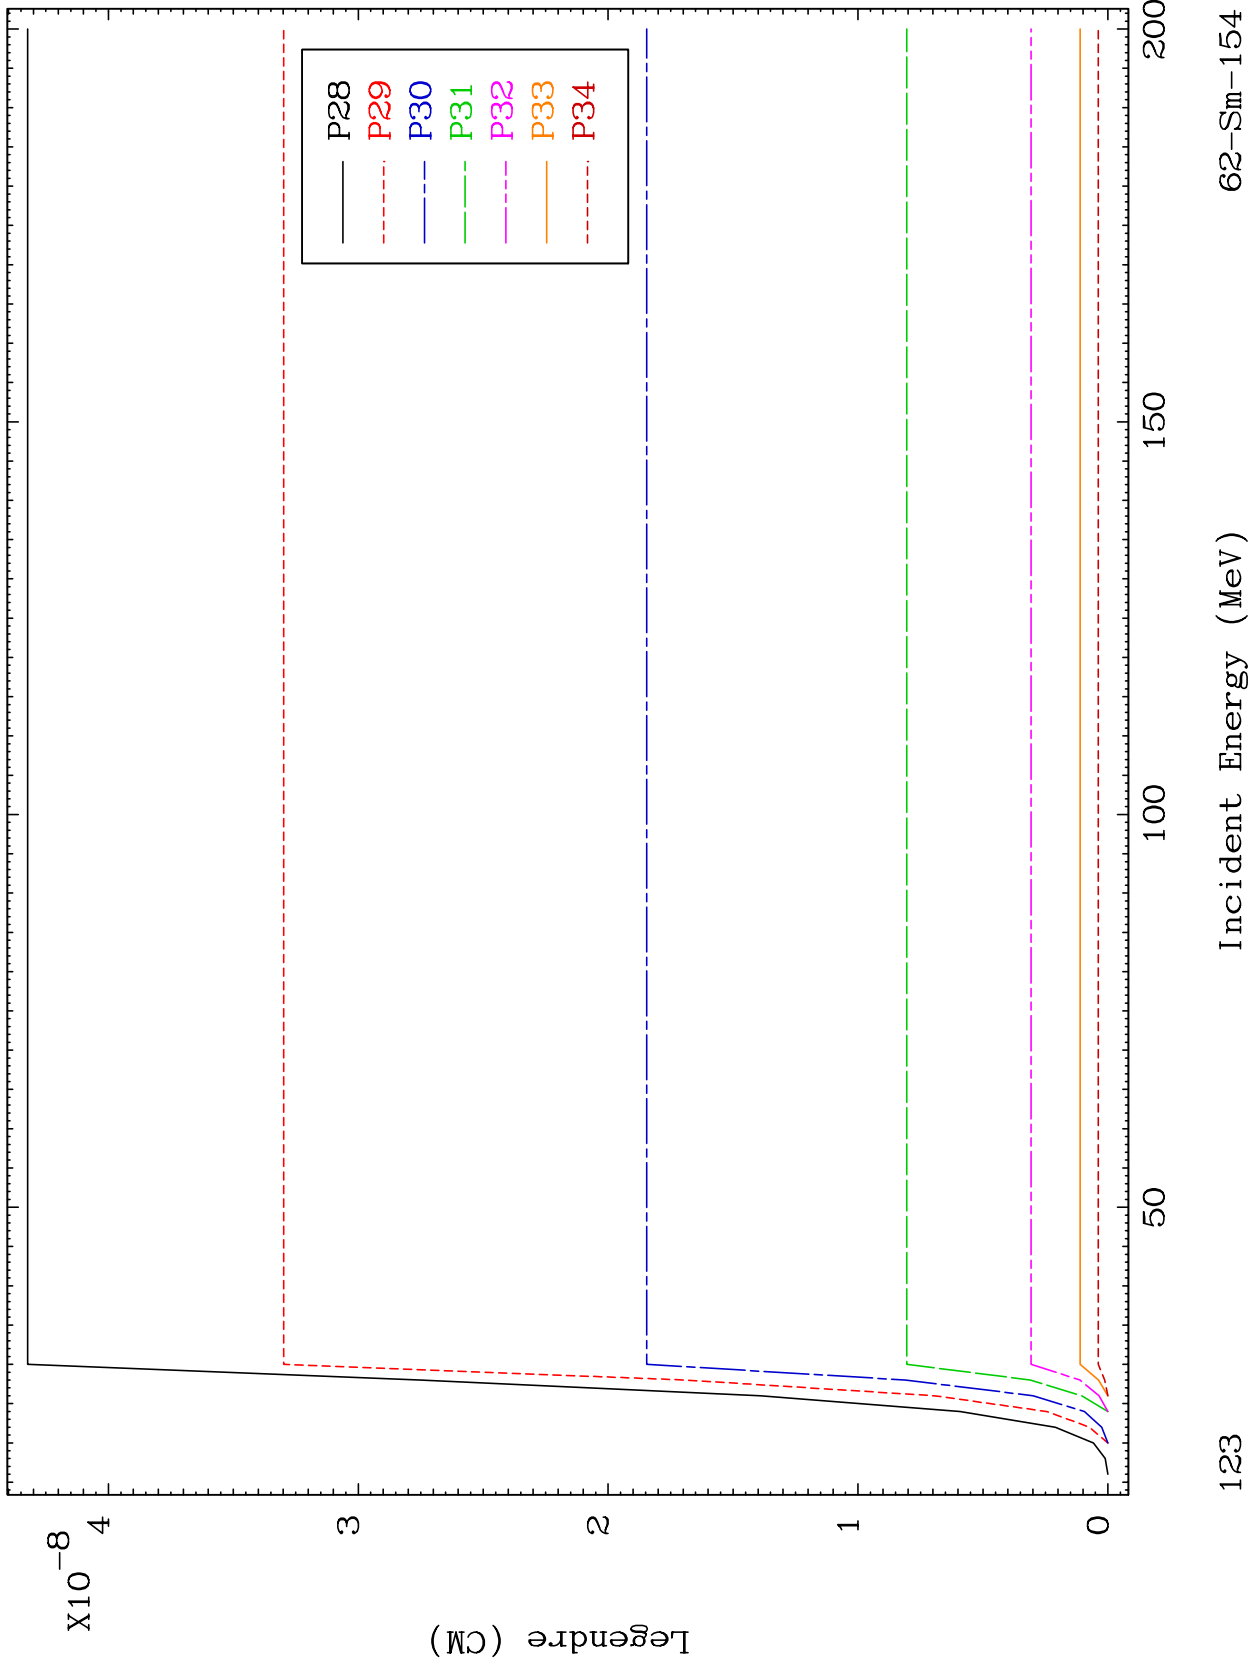 X10-8
4
3
2
1
0
Legendre (CM)
P28
P29
P30
P31
P32
P33
P34
50
100
150
200
Incident Energy (MeV)
123
62-Sm-154